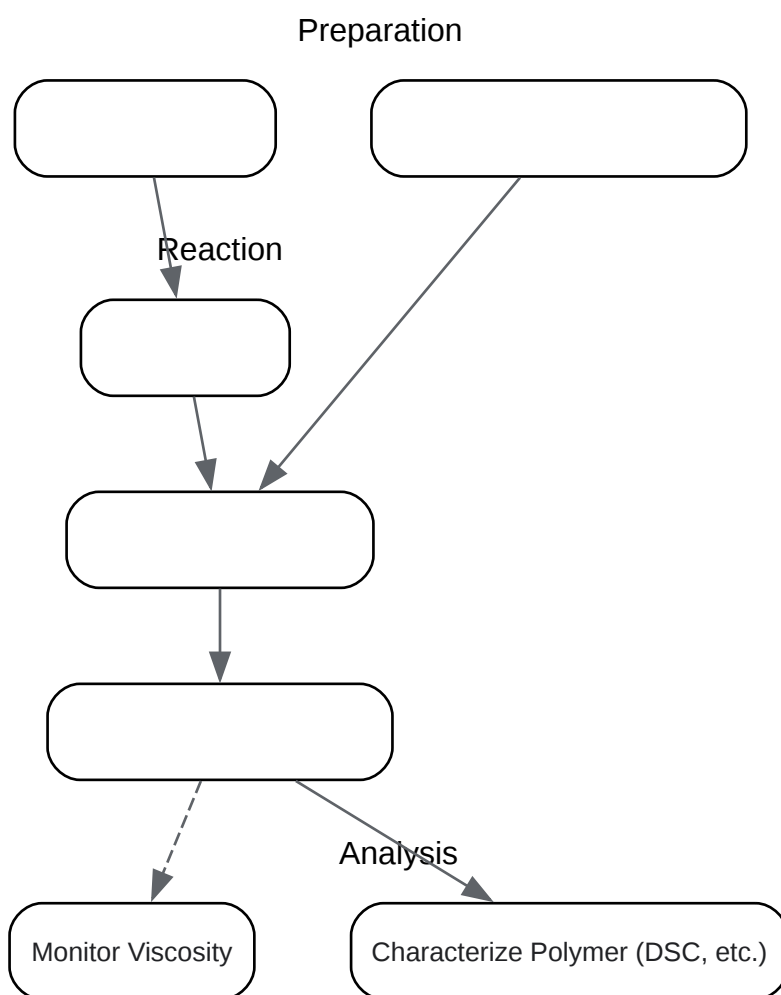 Preparation
Reaction
Analysis
Monitor Viscosity
Characterize Polymer (DSC, etc.)